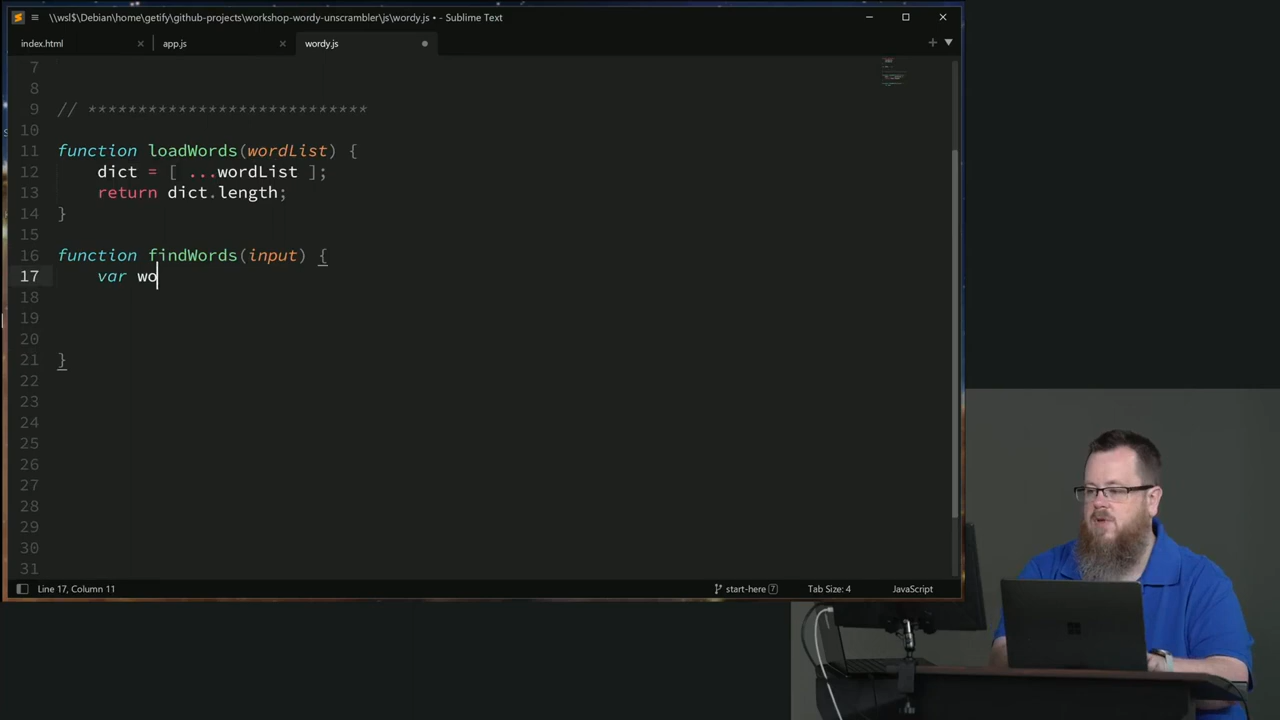 \\wsl$\Debian\home\getify\github-projects\workshop-wordy-unscrambler\js\wordy.js • - Sublime Text
index.html
app.js
wordy.js
7
8
9 // ****************************
10
11 function loadWords(wordList) {
12 dict = [ ...wordList ];
13 return dict.length;
14 }
15
16 function findWords(input) {
17 var wo
18
19
20
21 }
22
23
24
25
26
27
28
29
30
31
Line 17, Column 11
start-here 7
Tab Size: 4
JavaScript